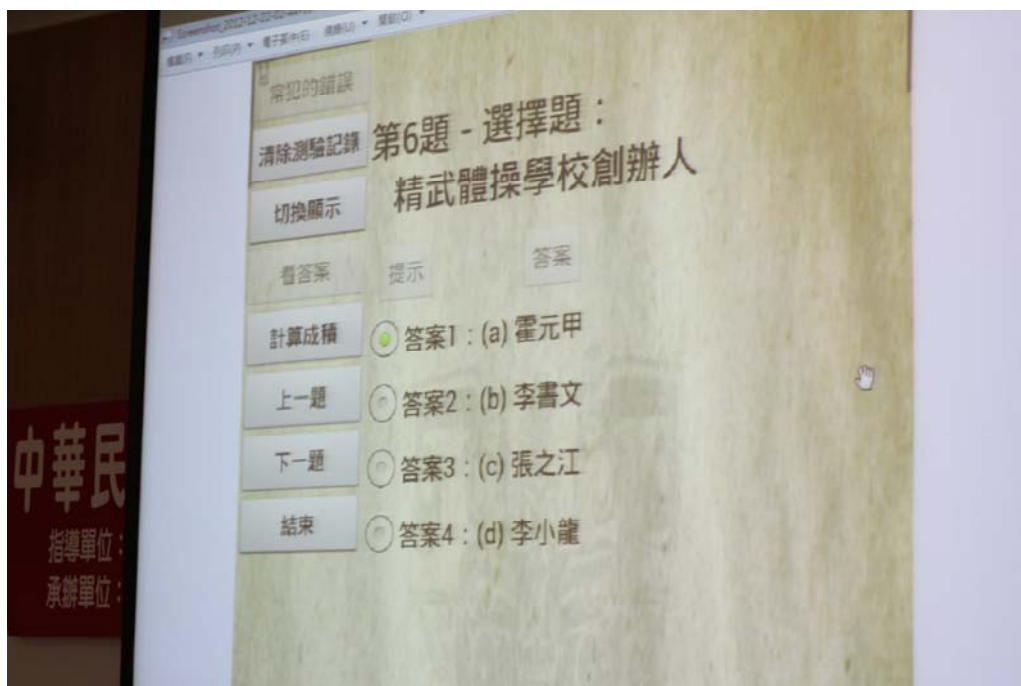 常犯的錯誤
清除測驗記錄
切換顯示
看答案
計算成積
上一題
下一題
結束
第6題 - 選擇題：
精武體操學校創辦人
提示
答案
答案1：(a) 霍元甲
答案2：(b) 李書文
答案3：(c) 張之江
答案4：(d) 李小龍
中華民
指導單位：
承辦單位：